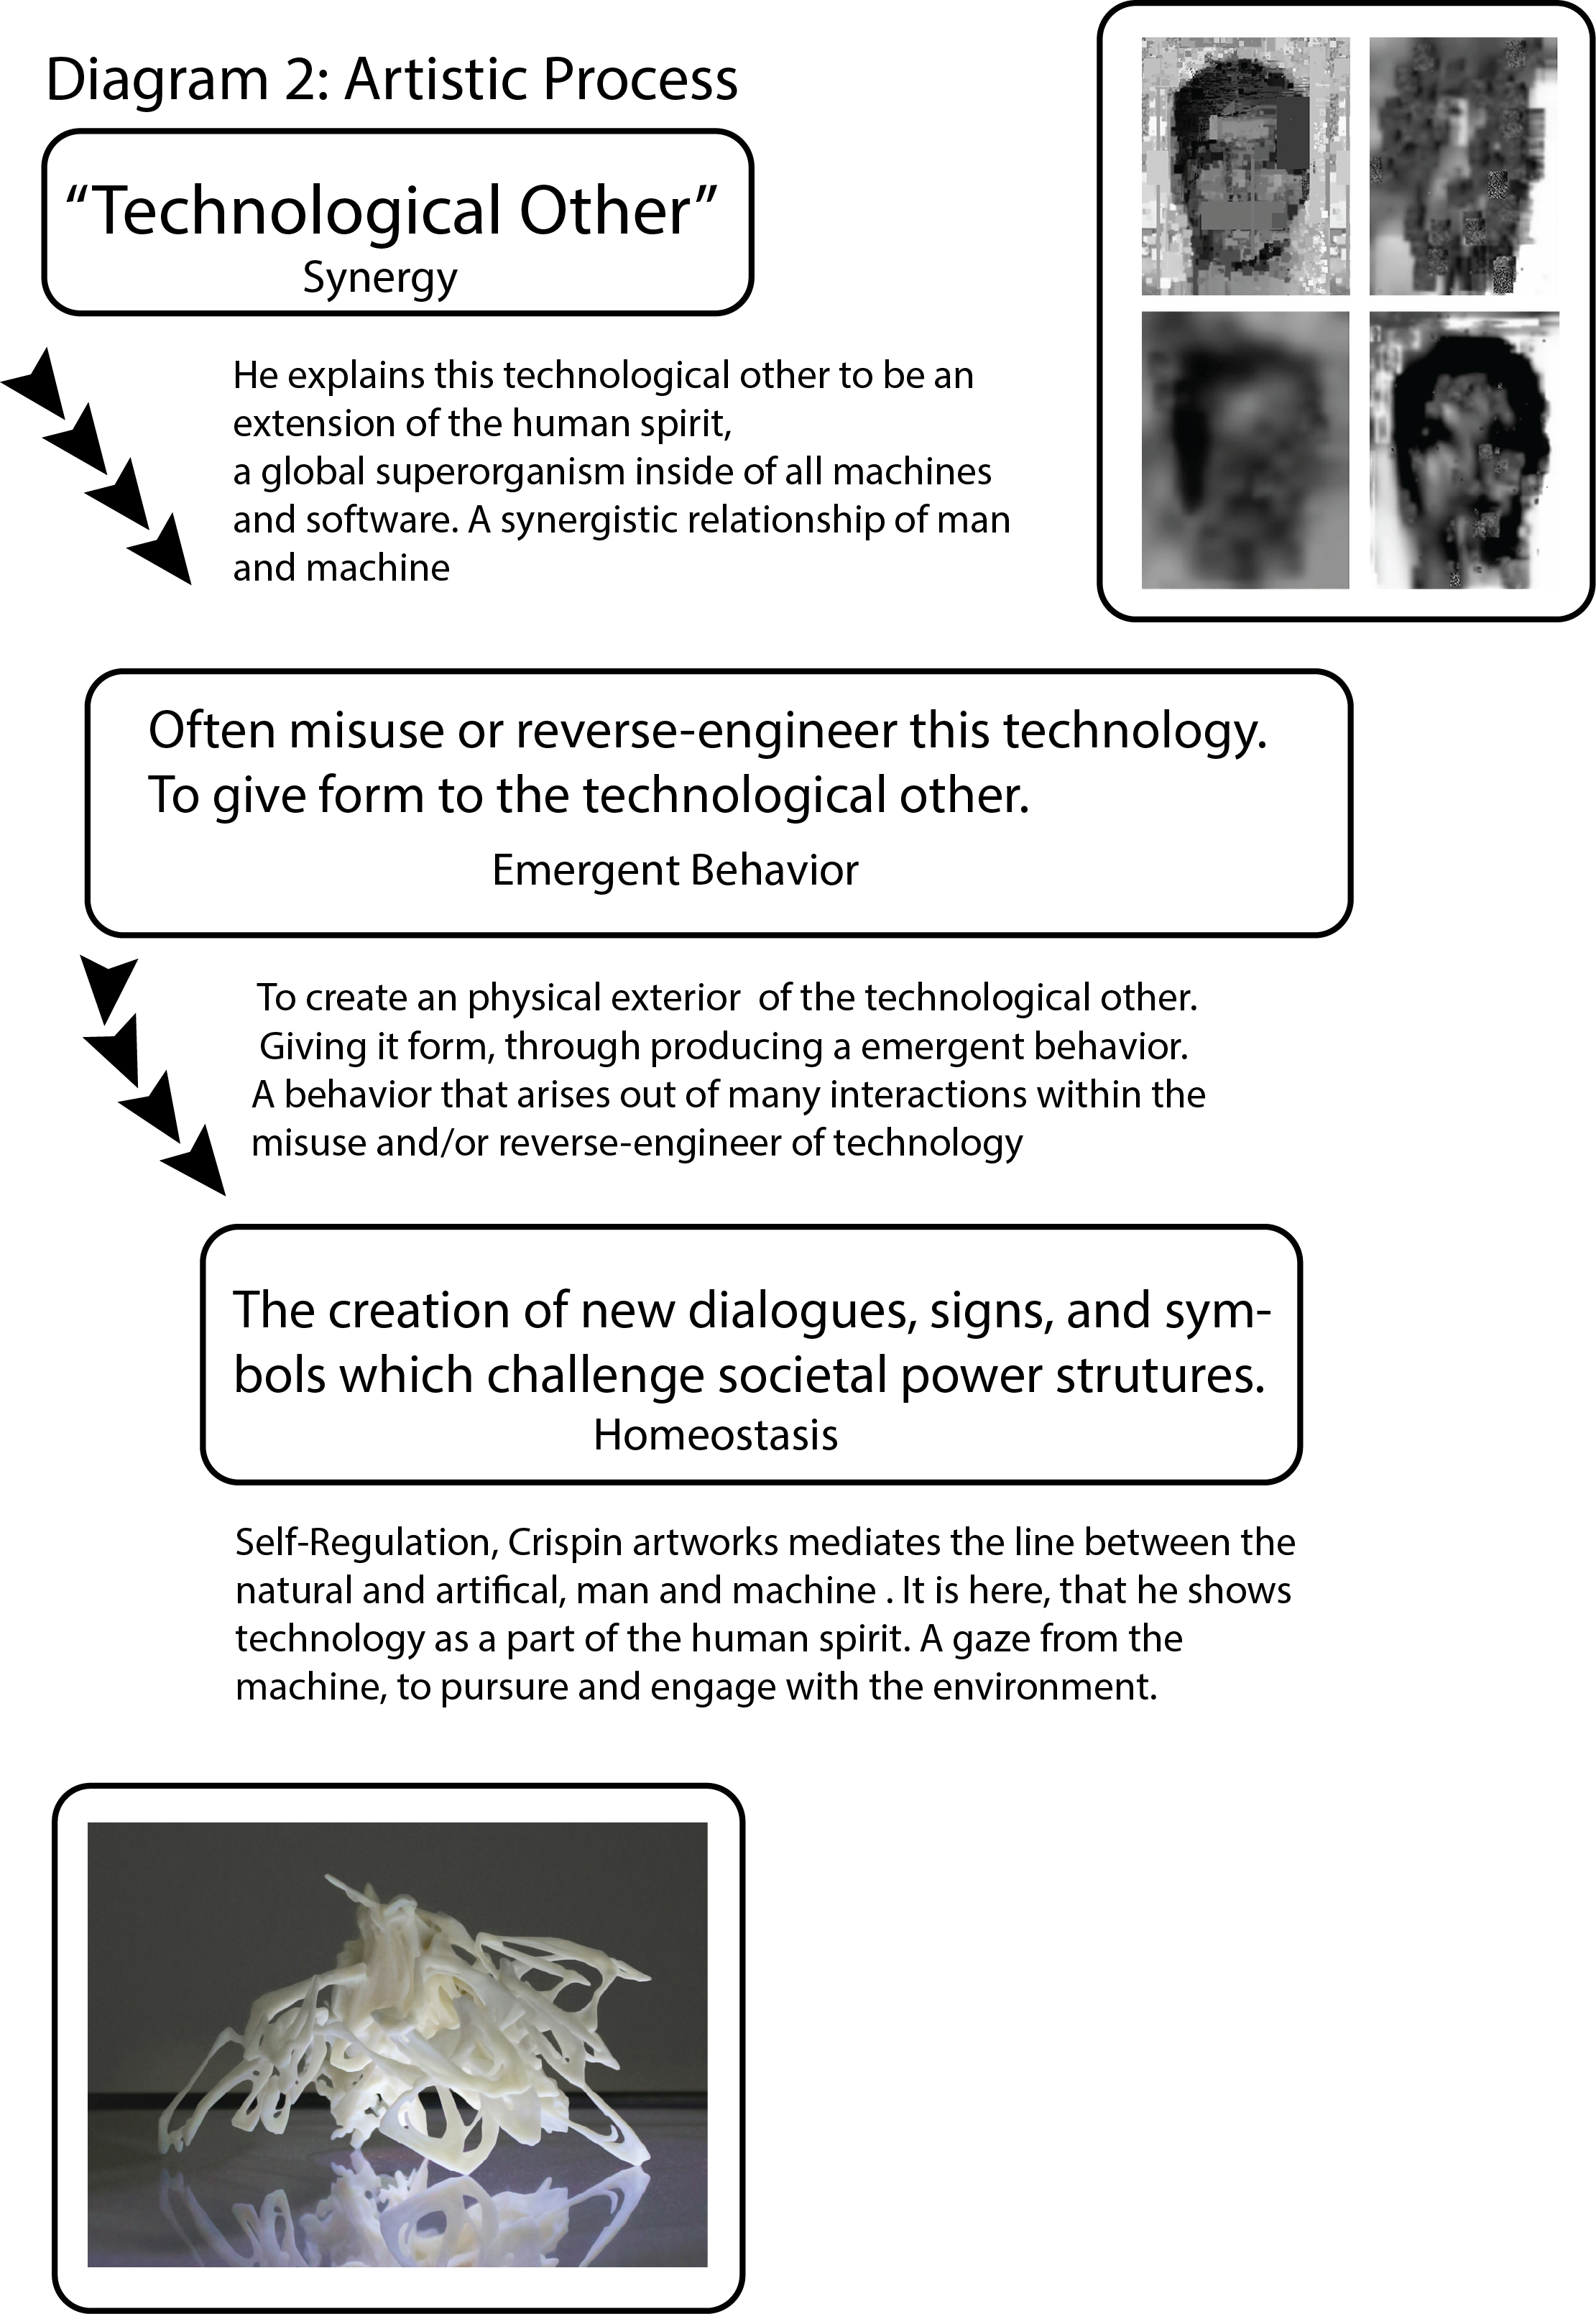 Diagram 2: Artistic Process
“Technological Other”
Synergy
He explains this technological other to be an
extension of the human spirit,
a global superorganism inside of all machines
and software. A synergistic relationship of man
and machine
Often misuse or reverse-engineer this technology.
To give form to the technological other.
Emergent Behavior
To create an physical exterior  of the technological other.
Giving it form, through producing a emergent behavior.
A behavior that arises out of many interactions within the
misuse and/or reverse-engineer of technology
The creation of new dialogues, signs, and sym-
bols which challenge societal power strutures.
Homeostasis
Self-Regulation, Crispin artworks mediates the line between the
natural and artifical, man and machine . It is here, that he shows
technology as a part of the human spirit. A gaze from the
machine, to pursure and engage with the environment.